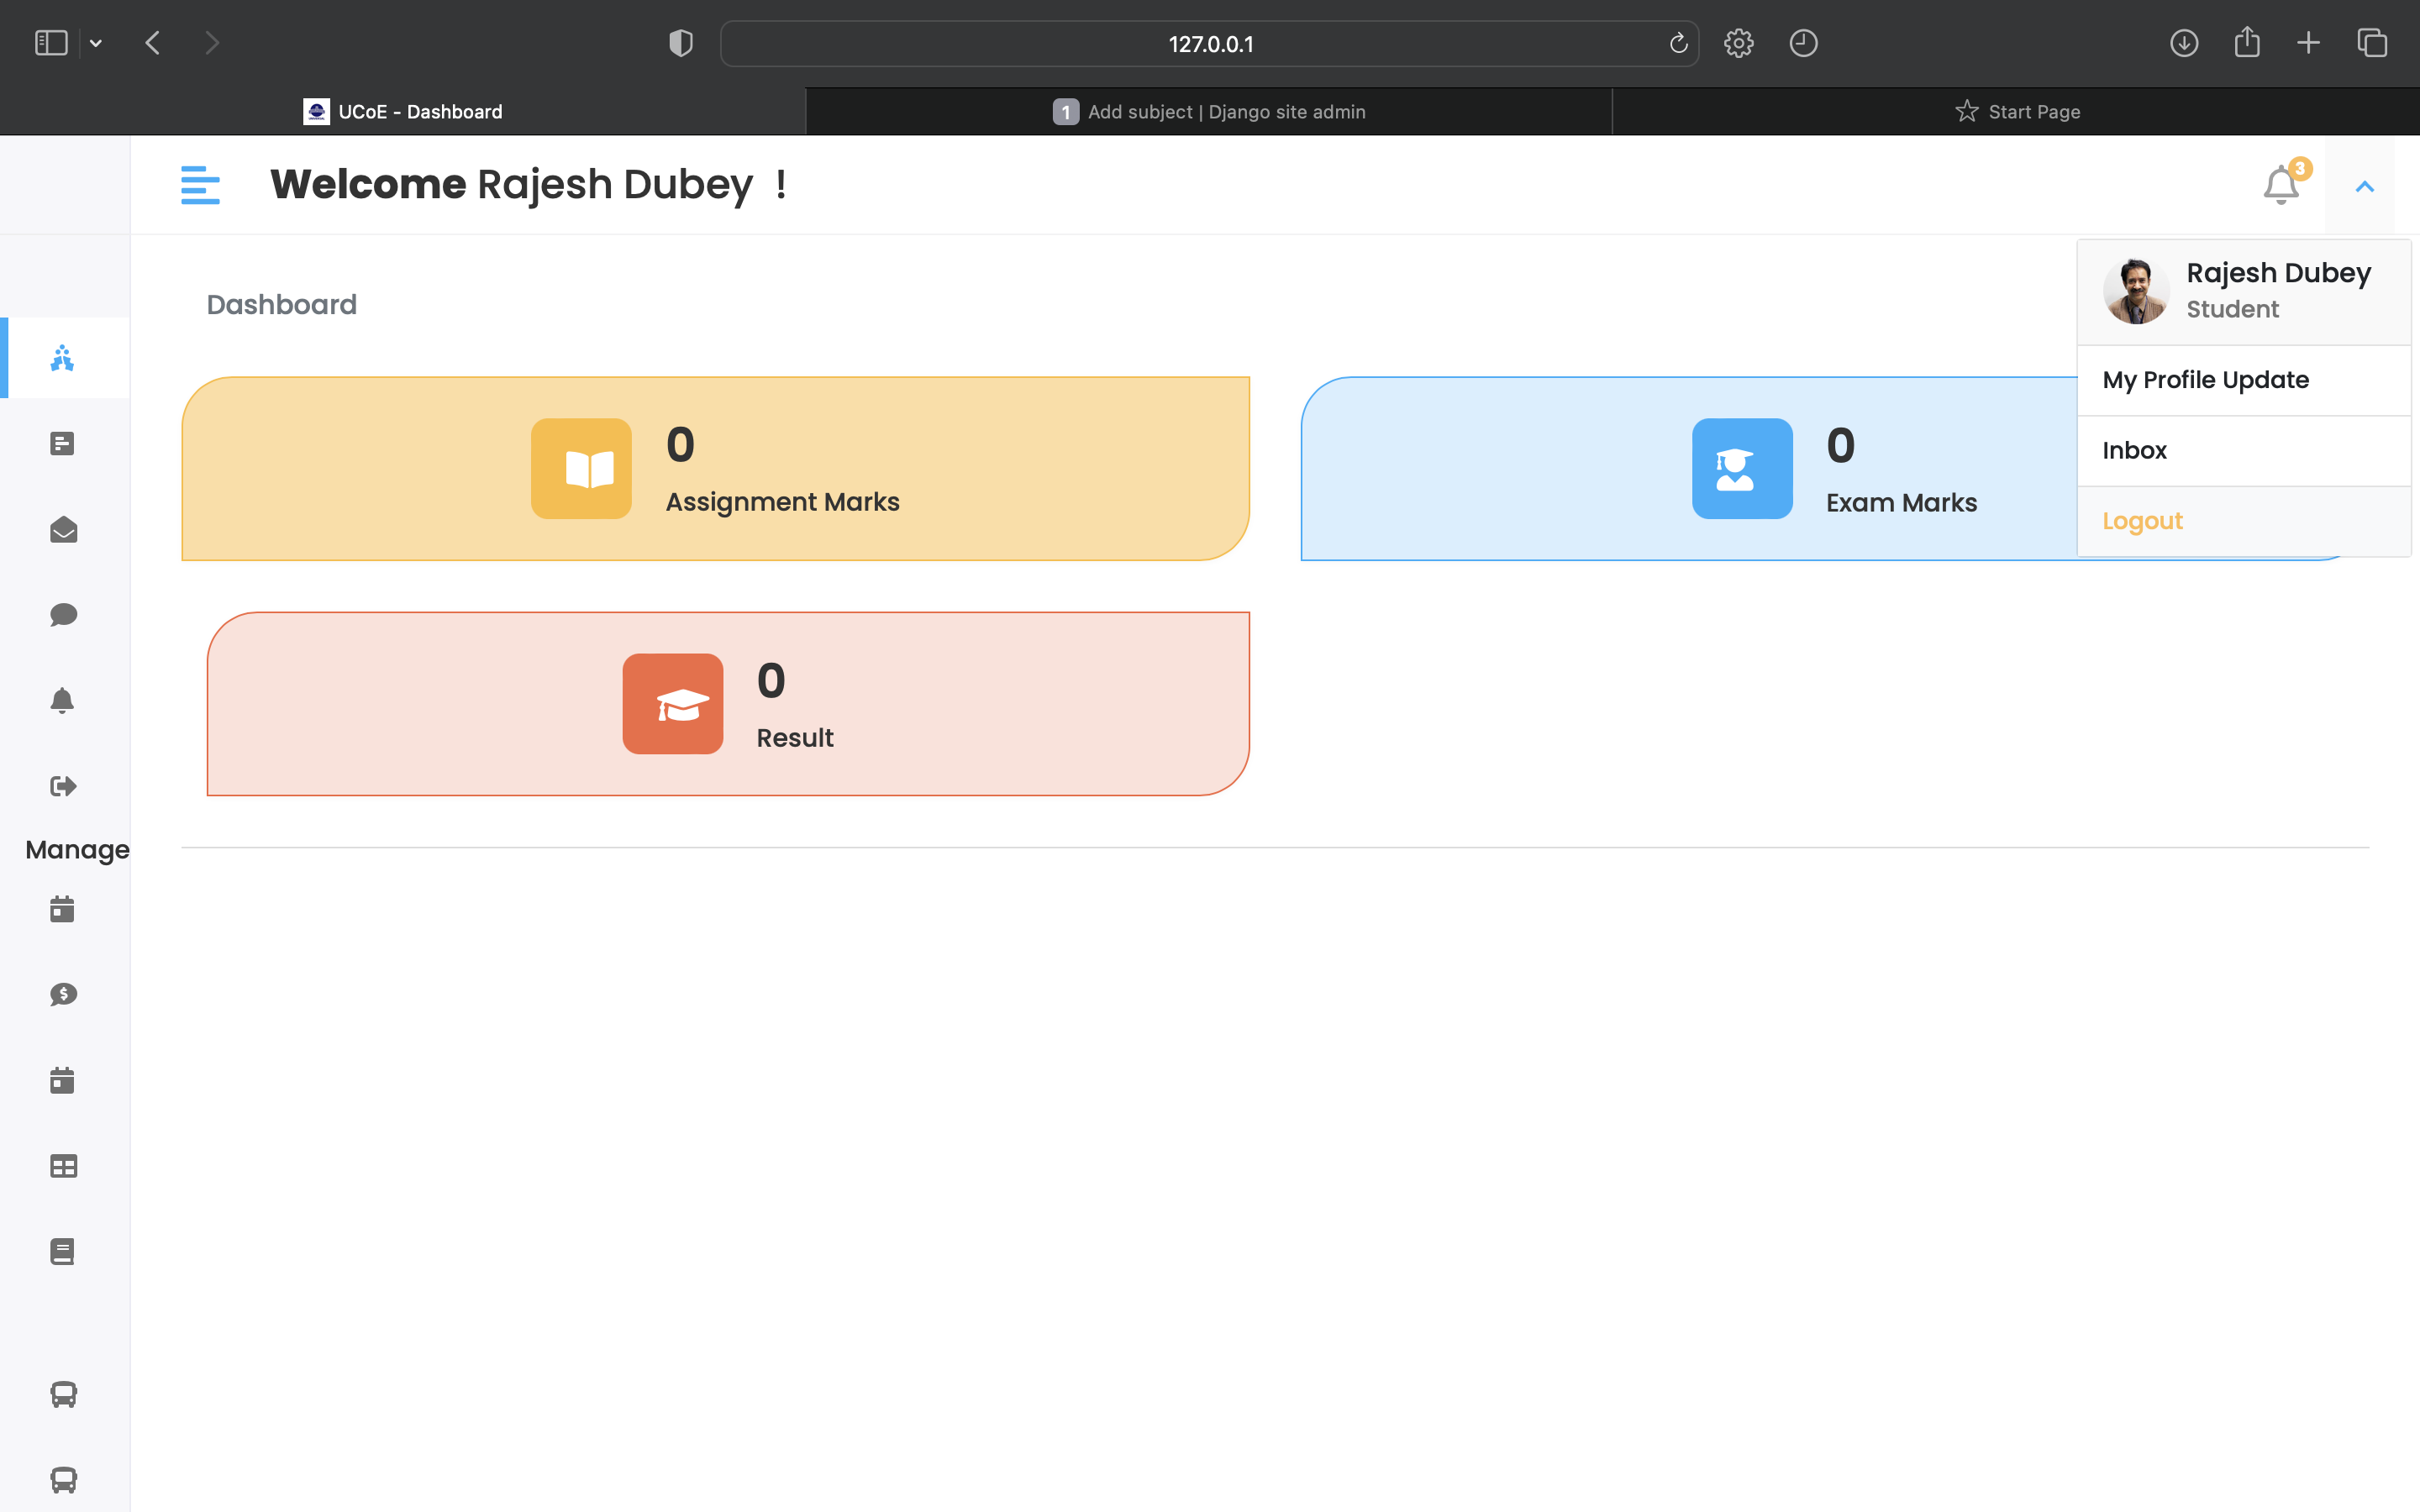 127.0.0.1
UCoE - Dashboard
1 Add subject | Django site admin
Start Page
Welcome Rajesh Dubey !
3
Rajesh Dubey
Student
My Profile Update
Inbox
Logout
Dashboard
0
Assignment Marks
0
Exam Marks
0
Result
Manage